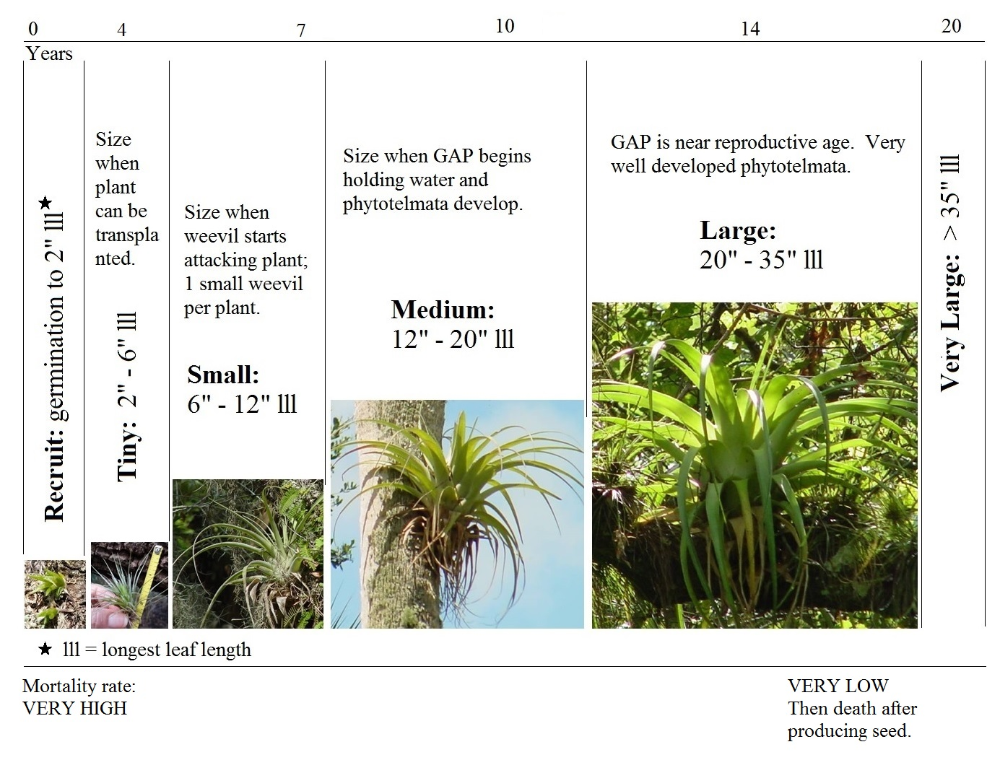 0 4 7 10 14 20
Years
Recruit: germination to 2" lll★
Size
when
plant
can be
transpla
nted.
Tiny: 2" - 6" lll
Size when
weevil starts
attacking plant;
1 small weevil
per plant.
Small:
6" - 12" lll
Size when GAP begins
holding water and
phytotelmata develop.
Medium:
12" - 20" lll
GAP is near reproductive age. Very
well developed phytotelmata.
Large:
20" - 35" lll
Very Large: > 35" lll
★ lll = longest leaf length
Mortality rate:
VERY HIGH
VERY LOW
Then death after
producing seed.